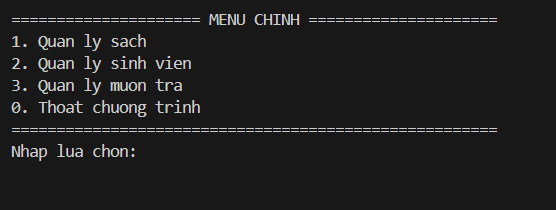 ===================== MENU CHINH =====================
1. Quan ly sach
2. Quan ly sinh vien
3. Quan ly muon tra
0. Thoat chuong trinh
======================================================
Nhap lua chon: